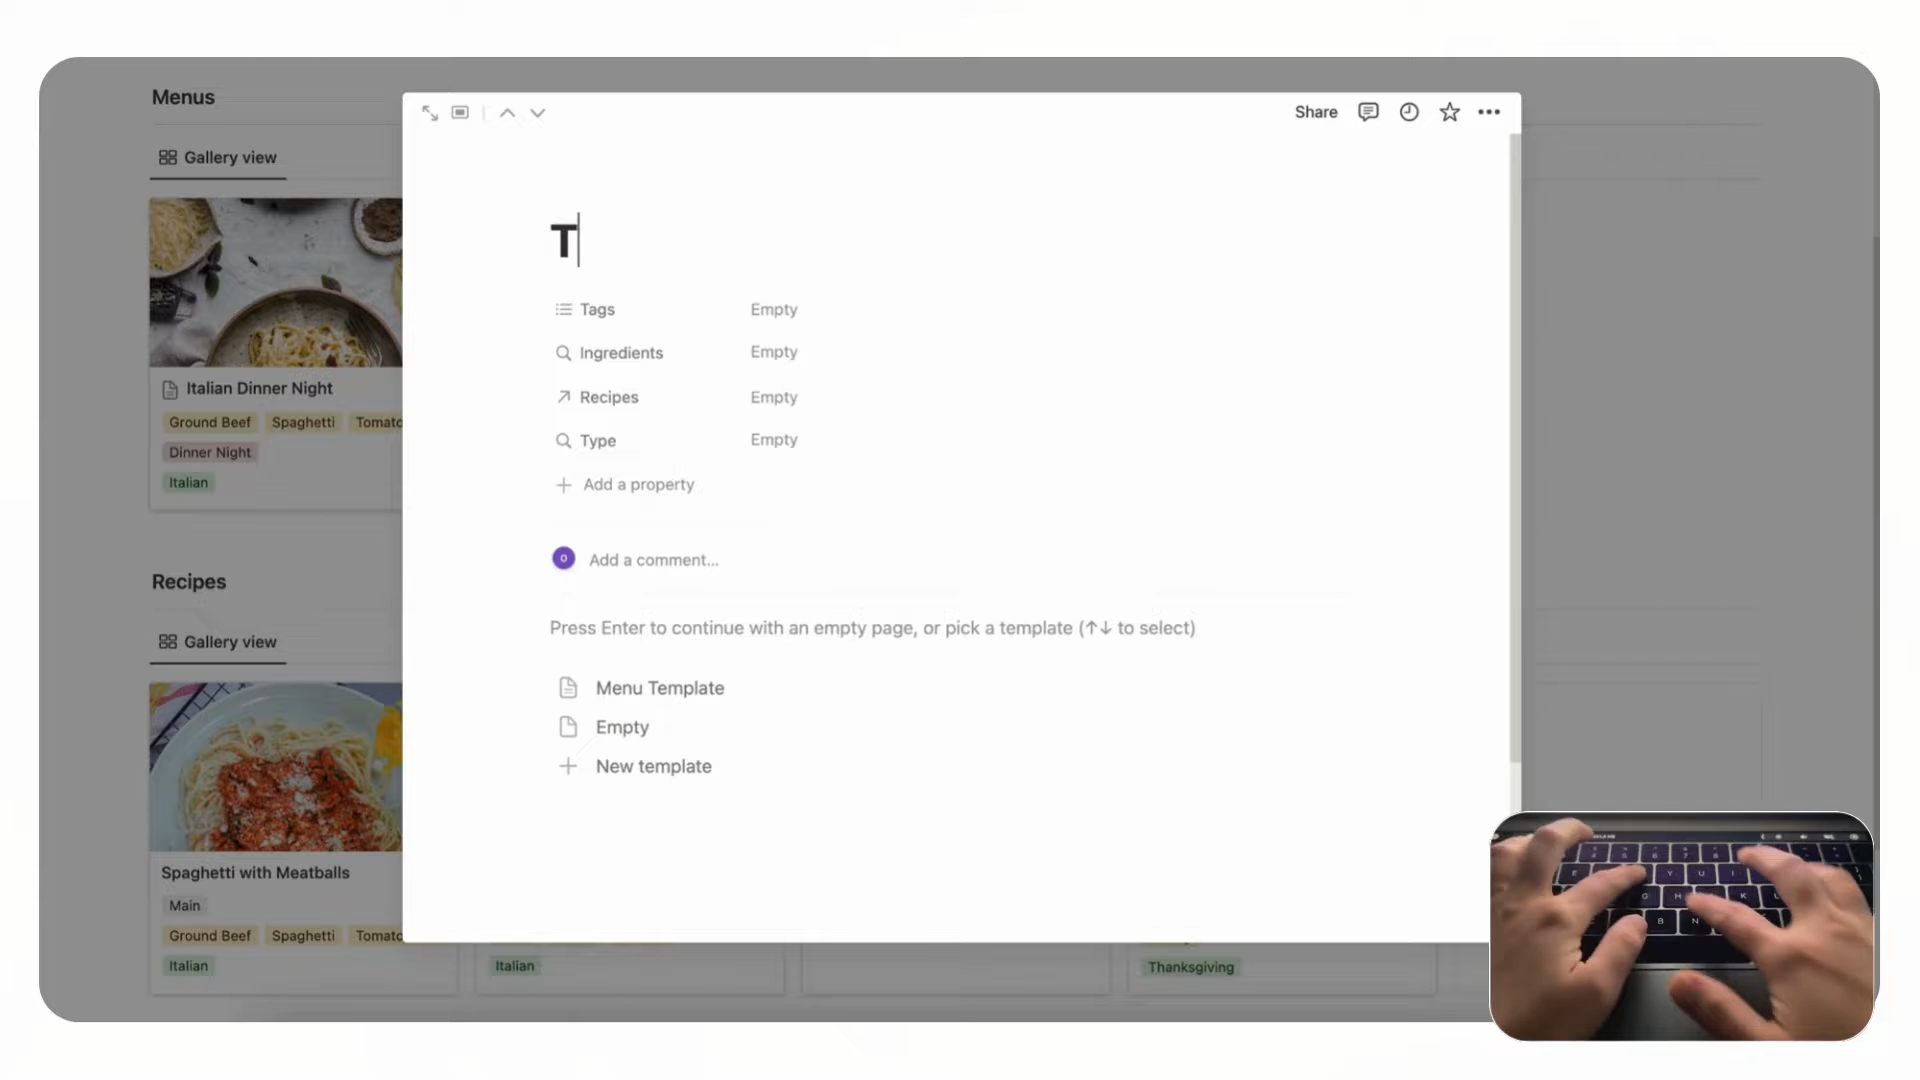 Menus
Gallery view
Italian Dinner Night
Ground Beef Spaghetti
Dinner Night
Italian
Recipes
Gallery view
Spaghetti with Meatballs
Main
Ground Beef Spaghetti
Italian
Italian
Thanksgiving
Share
T
Tags Empty
Ingredients Empty
Recipes Empty
Type Empty
Add a property
O Add a comment...
Press Enter to continue with an empty page, or pick a template (↑↓ to select)
Menu Template
Empty
New template